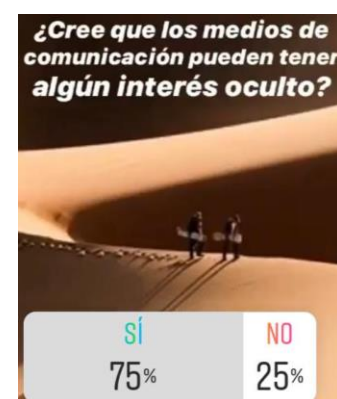 ¿Cree que los medios de
comunicación pueden tener
algún interés oculto?
SÍ NO
75% 25%